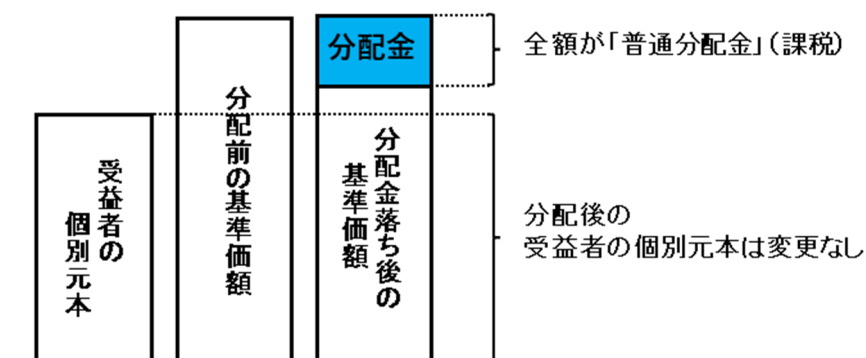 受益者の
個別元本
分配前の基準価額
分配金
分配金落ち後の
基準価額
全額が「普通分配金」（課税）
分配後の
受益者の個別元本は変更なし